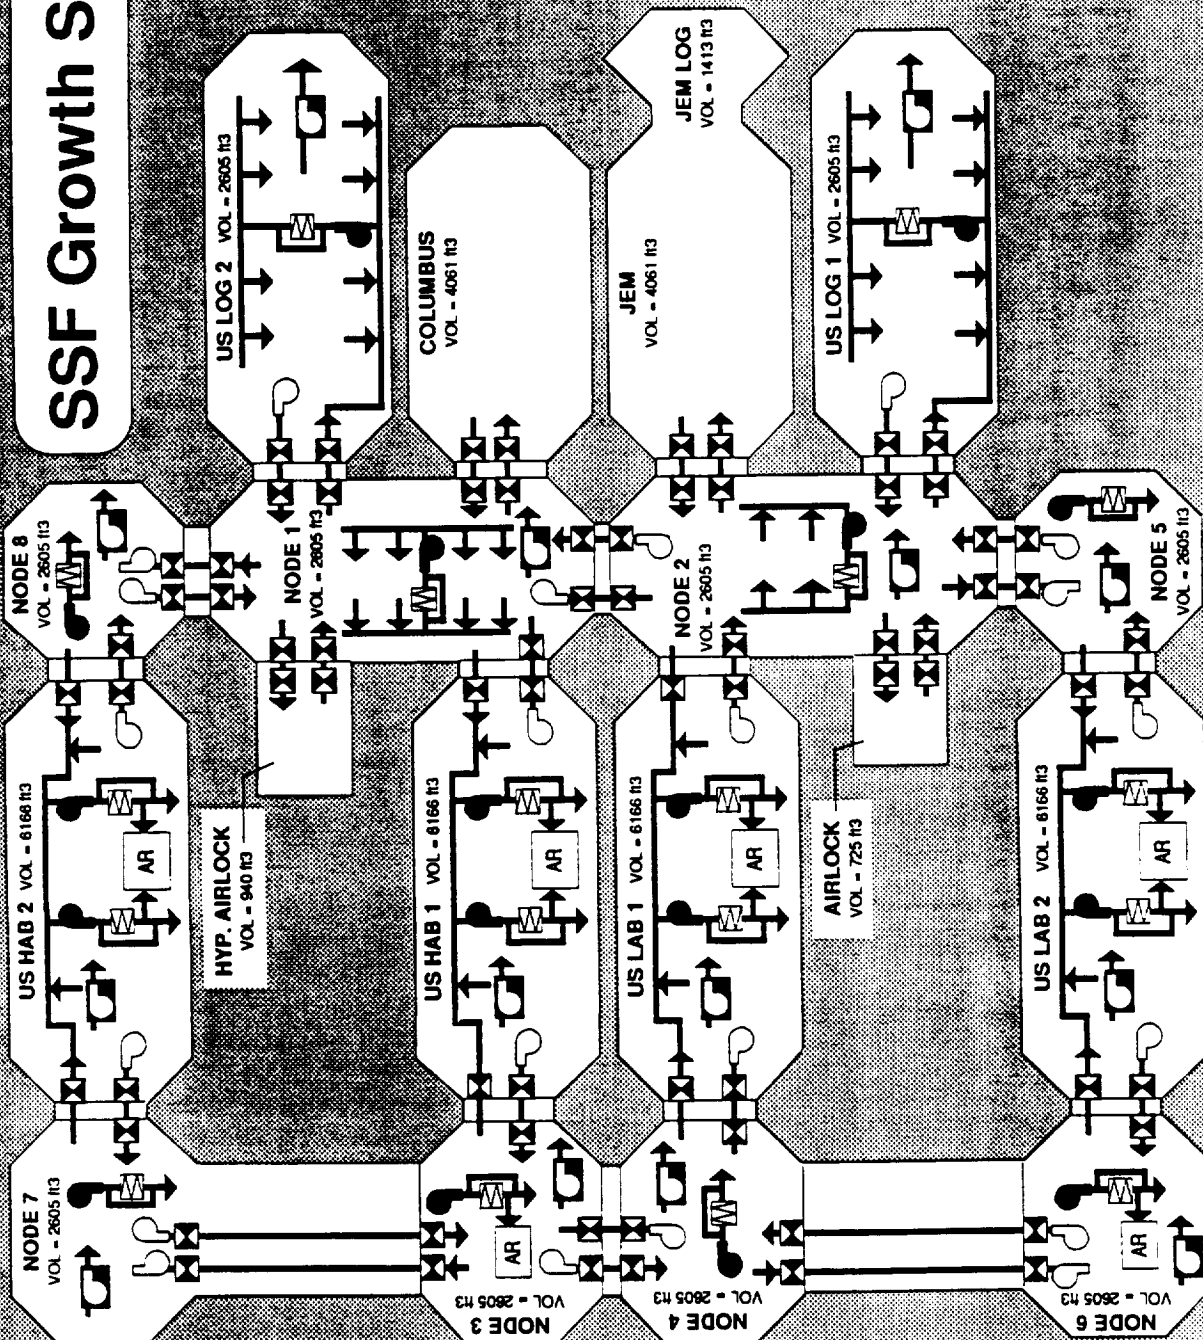 SSF Growth S
US LOG 2 VOL = 2605 ft3
COLUMBUS
VOL = 4061 ft3
JEM LOG
VOL = 1413 ft3
JEM
VOL = 4061 ft3
US LOG 1 VOL = 2605 ft3
NODE 8
VOL = 2605 ft3
NODE 1
VOL = 2605 ft3
NODE 2
VOL = 2605 ft3
NODE 5
VOL = 2605 ft3
US HAB 2 VOL = 6166 ft3
AR
HYP. AIRLOCK
VOL = 940 ft3
US HAB 1 VOL = 6166 ft3
AR
US LAB 1 VOL = 6166 ft3
AR
AIRLOCK
VOL = 725 ft3
US LAB 2 VOL = 6166 ft3
AR
NODE 7
VOL = 2605 ft3
AR
VOL = 2605 ft3
NODE 3
VOL = 2605 ft3
NODE 4
AR
VOL = 2605 ft3
NODE 6